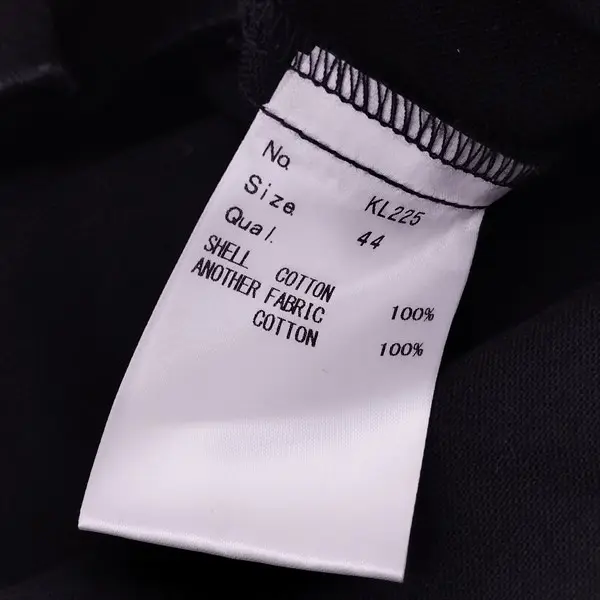 No. KL225
Size. 44
Qual.
SHELL COTTON 100%
ANOTHER FABRIC
COTTON 100%